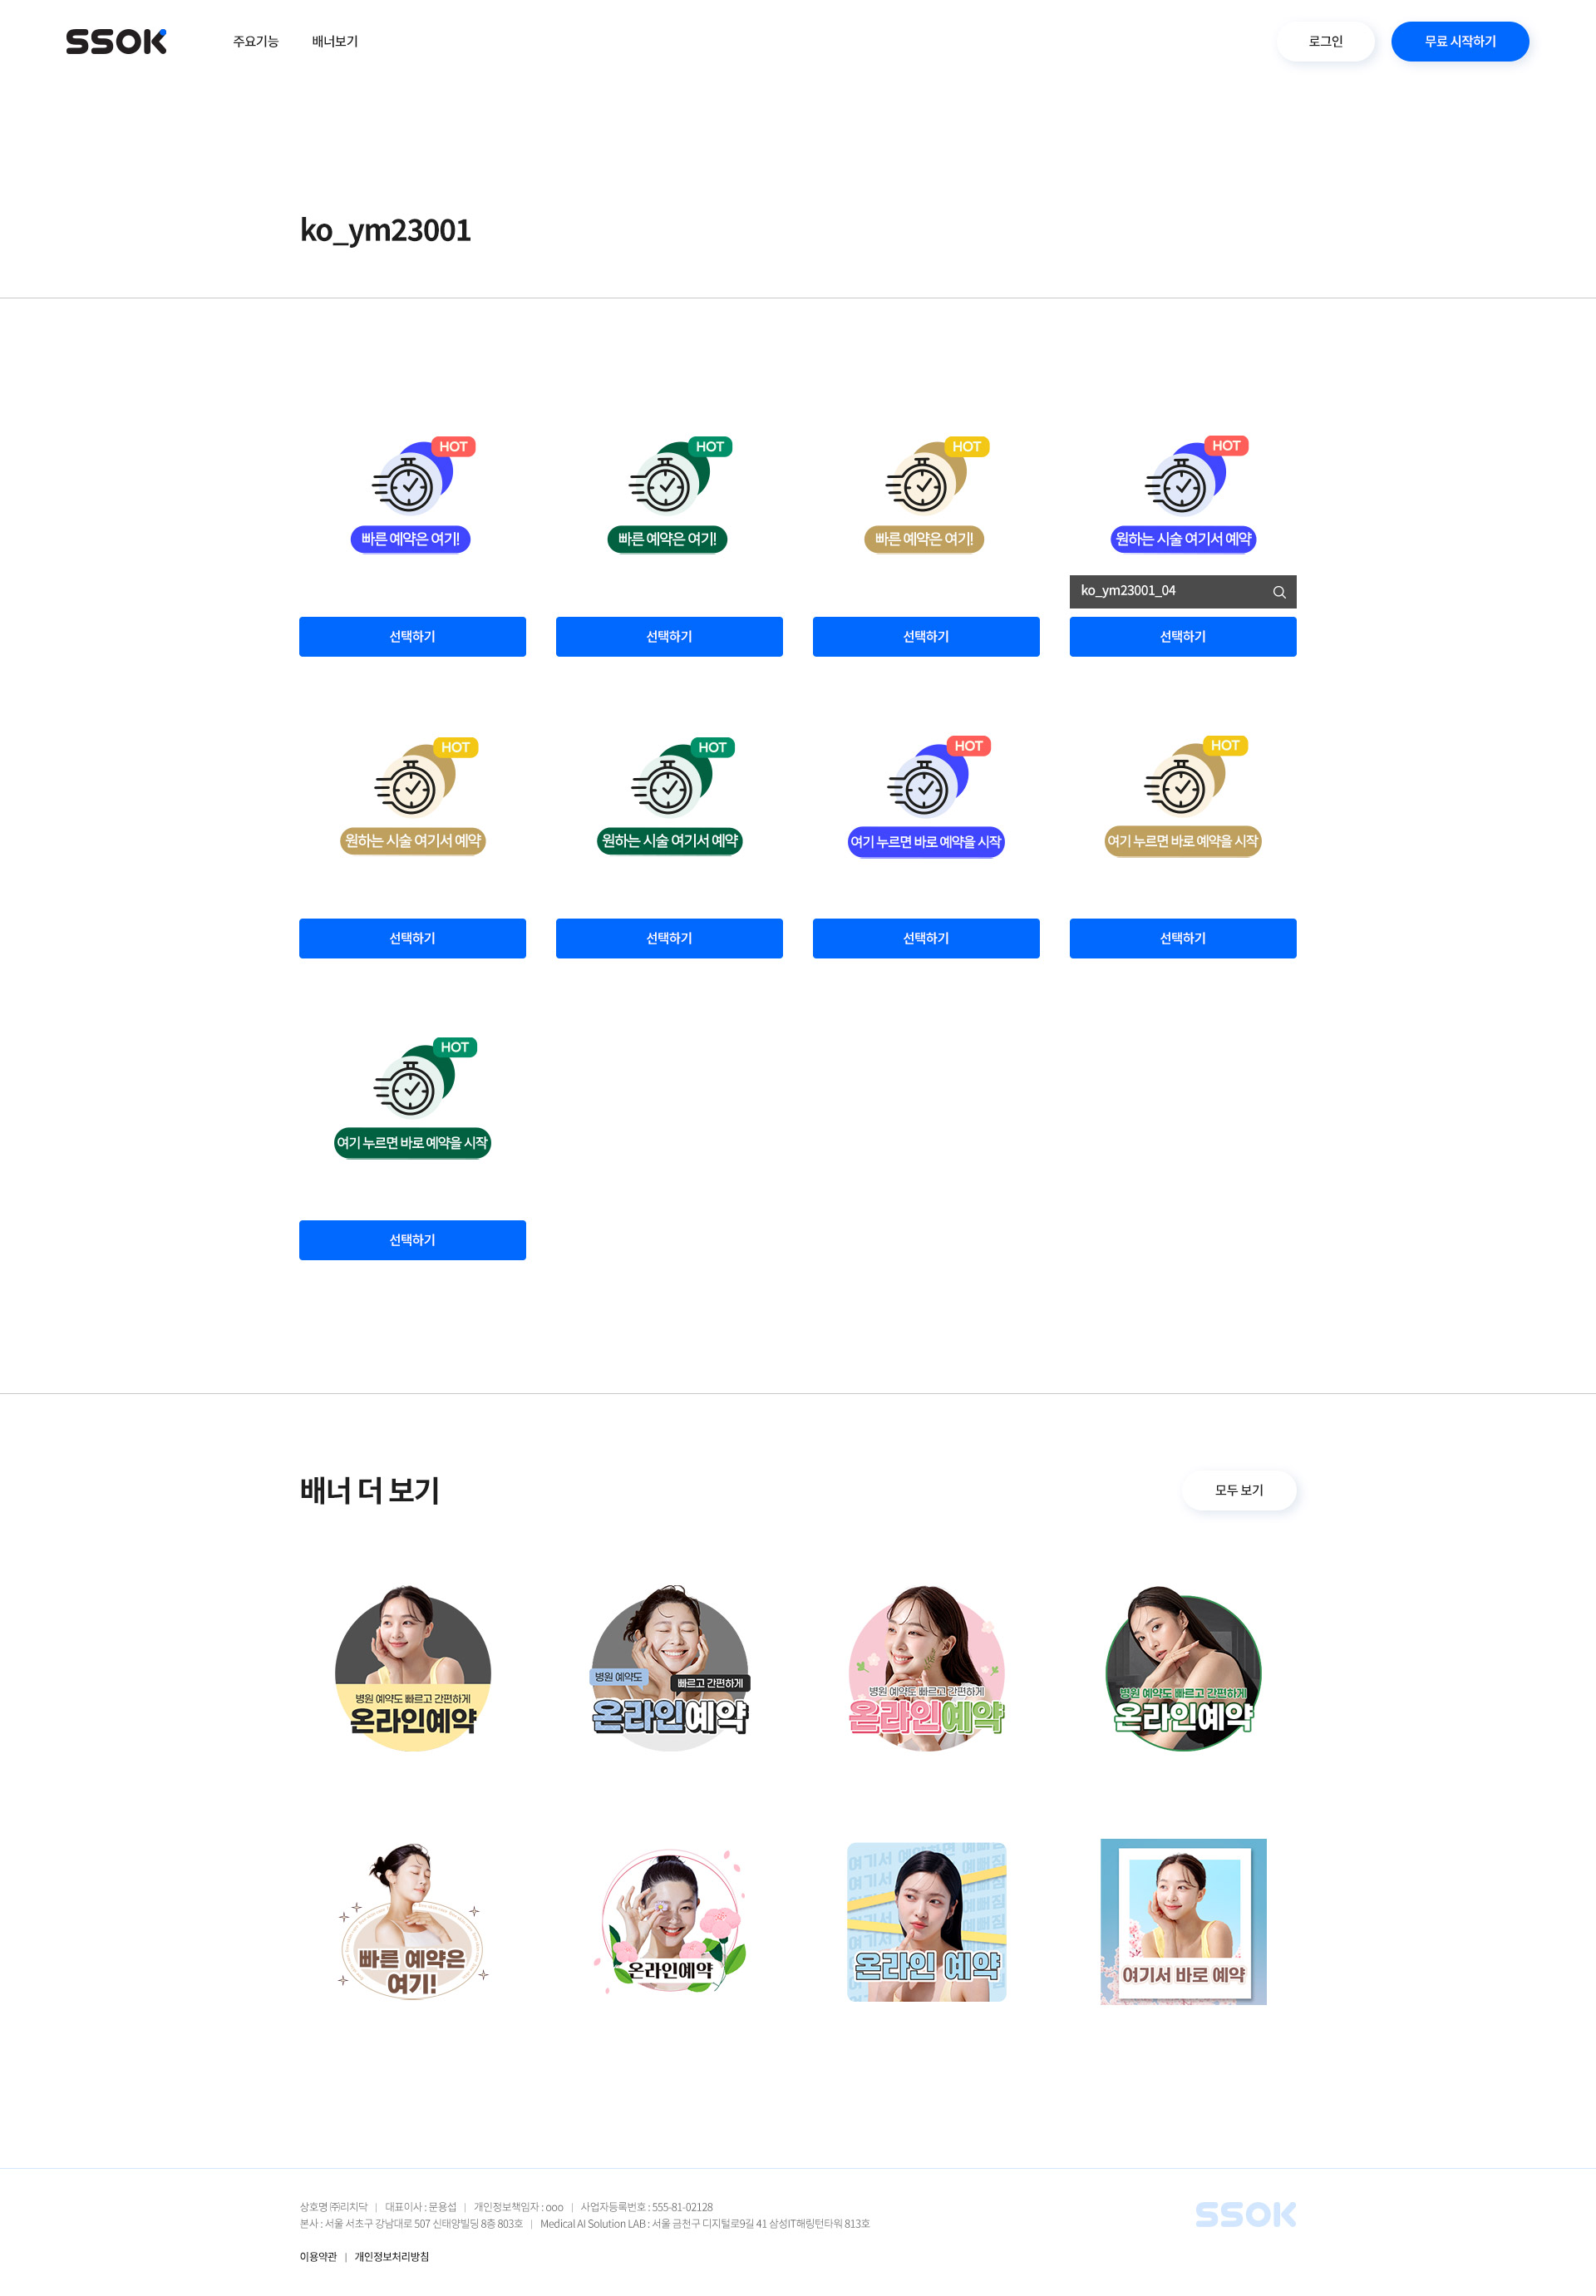 SSOK
주요기능
배너보기
로그인
무료 시작하기
ko_ym23001
HOT
빠른 예약은 여기!
HOT
빠른 예약은 여기!
HOT
빠른 예약은 여기!
HOT
원하는 시술 여기서 예약
ko_ym23001_04
선택하기
선택하기
선택하기
선택하기
HOT
원하는 시술 여기서 예약
HOT
원하는 시술 여기서 예약
HOT
여기 누르면 바로 예약을 시작
HOT
여기 누르면 바로 예약을 시작
선택하기
선택하기
선택하기
선택하기
HOT
여기 누르면 바로 예약을 시작
선택하기
배너 더 보기
모두 보기
병원 예약도 빠르고 간편하게
온라인예약
병원 예약도
빠르고 간편하게
온라인예약
병원 예약도 빠르고 간편하게
온라인예약
병원 예약도 빠르고 간편하게
온라인예약
빠른 예약은
여기!
온라인예약
여기서 예약하면 예뻐짐
온라인 예약
여기서 바로 예약
상호명 ㈜리치닥 | 대표이사 : 문용섭 | 개인정보책임자 : ooo | 사업자등록번호 : 555-81-02128
본사 : 서울 서초구 강남대로 507 신태양빌딩 8층 803호 | Medical AI Solution LAB : 서울 금천구 디지털로9길 41 삼성IT해링턴타워 813호
SSOK
이용약관 | 개인정보처리방침